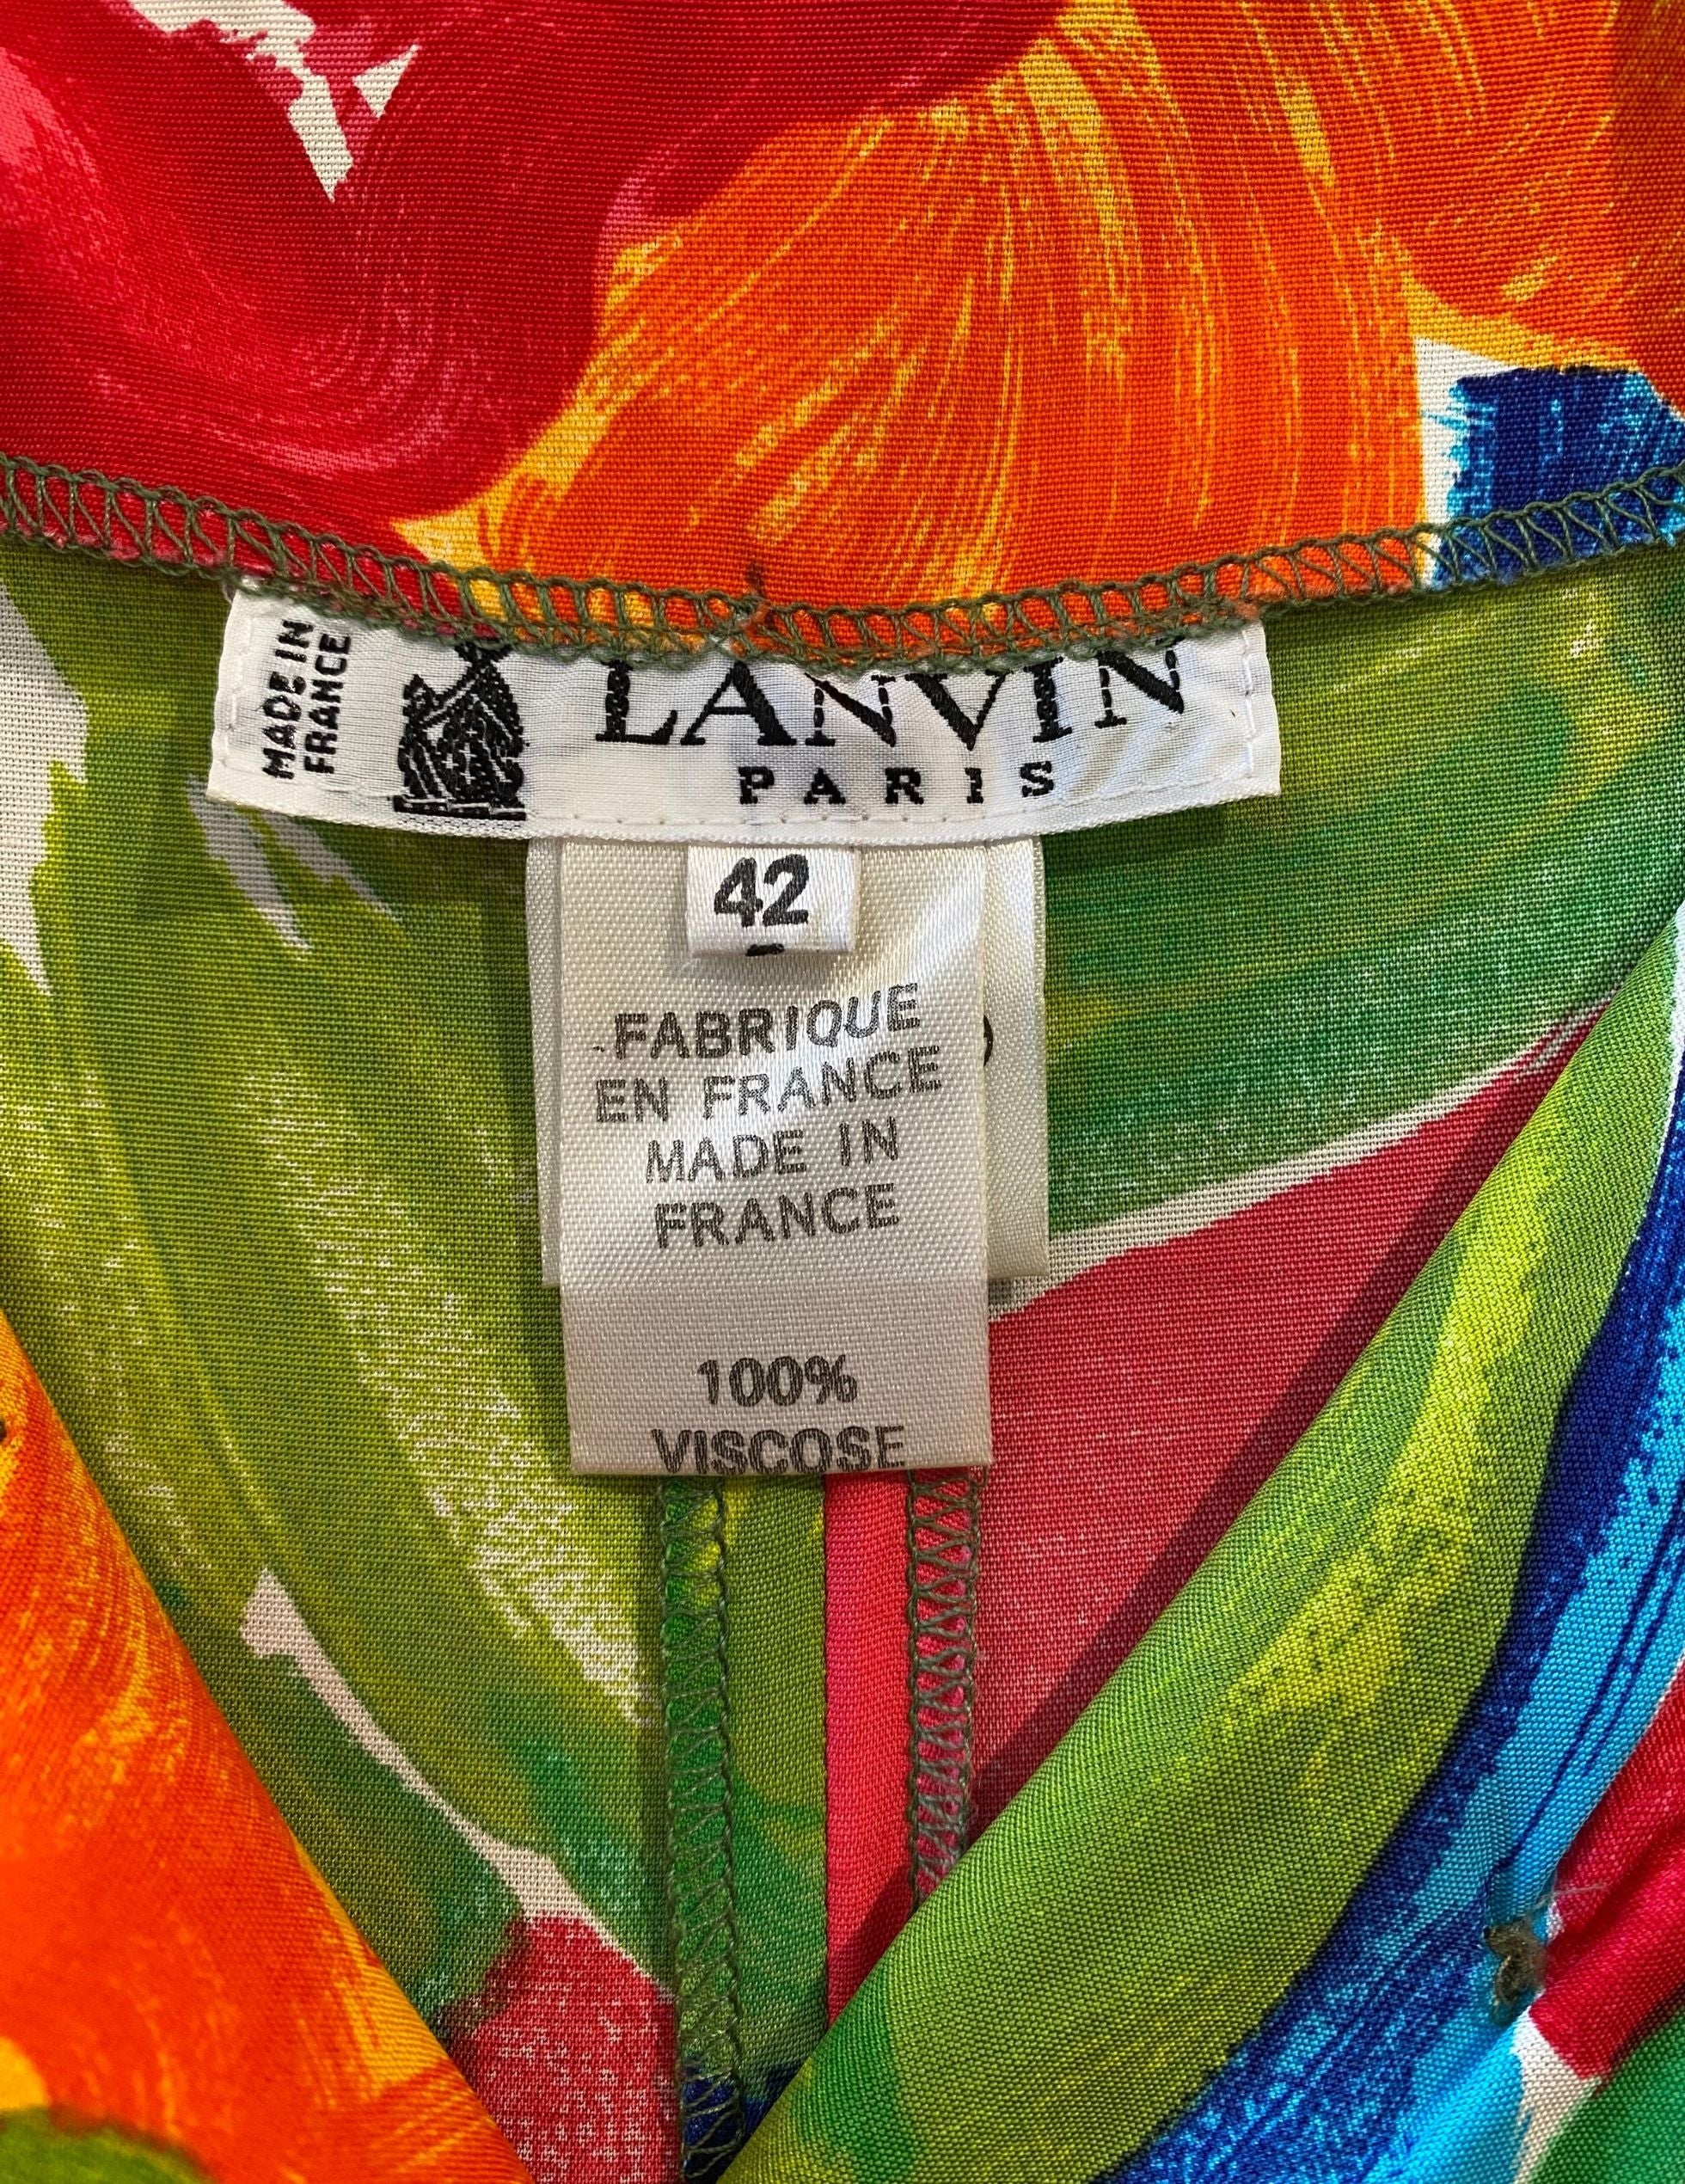 MADE IN
FRANCE
LANVIN
PARIS
42
FABRIQUE
EN FRANCE
MADE IN
FRANCE
100%
VISCOSE